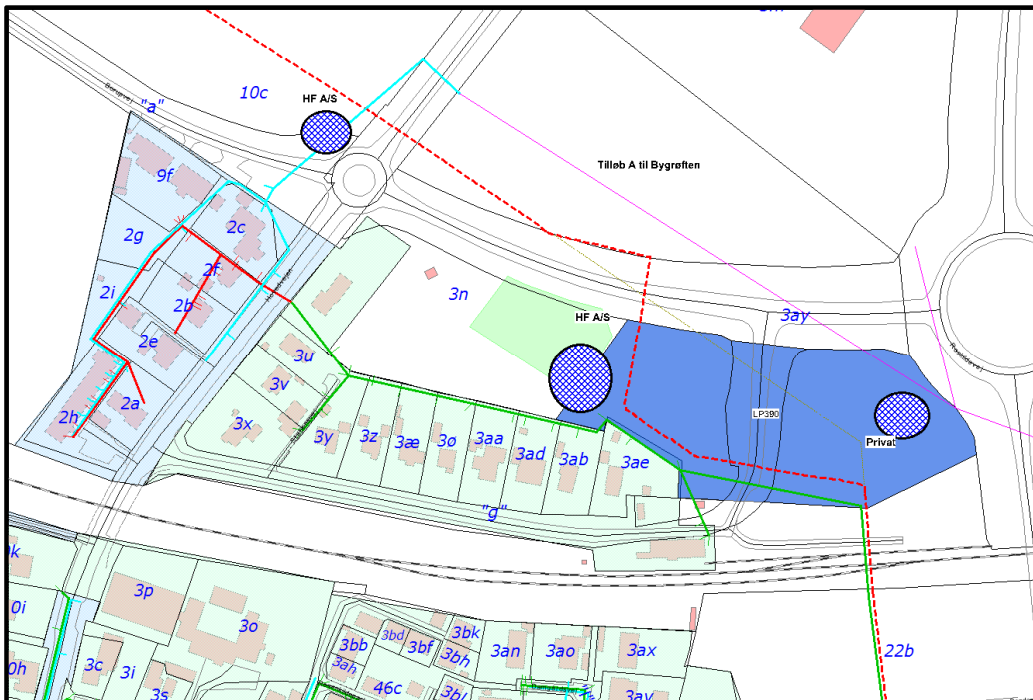 10c
HF A/S
"a"
Tilløb A til Bygrøften
9f
2c
2g
2f
2i
2b
2e
3n
3ay
HF A/S
3u
3v
2a
2h
3x
3y
3z
3æ
3ø
3aa
3ad
3ab
3ae
LP390
Privat
"g"
0i
3p
3o
0h
3c
3i
3s
3bb
3bd
3bf
3bk
3bh
3ah
46c
3an
3ao
3ax
3ay
22b